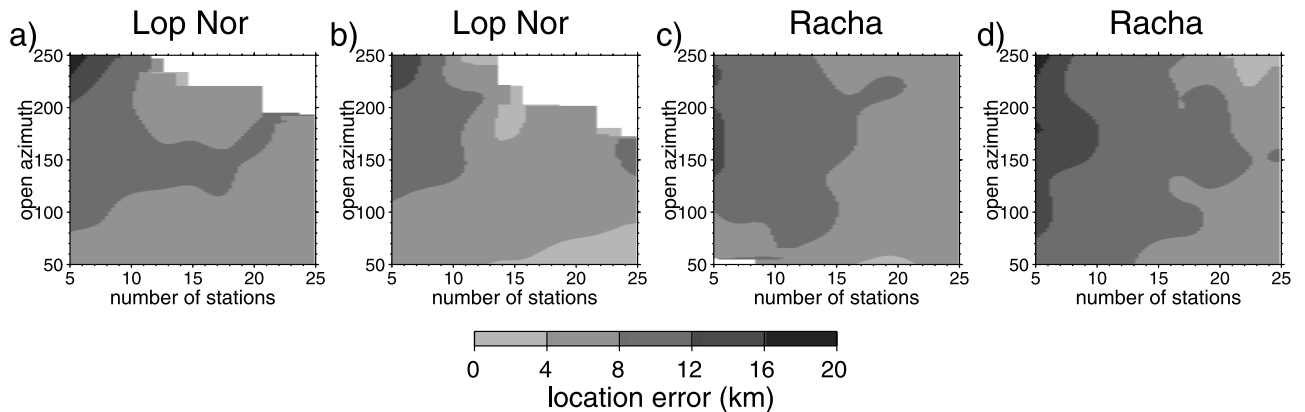 Lop Nor
Lop Nor
Racha
Racha
a)
b)
c)
d)
250
200
150
100
50
open azimuth
5 10 15 20 25
number of stations
250
200
150
100
50
open azimuth
5 10 15 20 25
number of stations
250
200
150
100
50
open azimuth
5 10 15 20 25
number of stations
250
200
150
100
50
open azimuth
5 10 15 20 25
number of stations
0 4 8 12 16 20
location error (km)